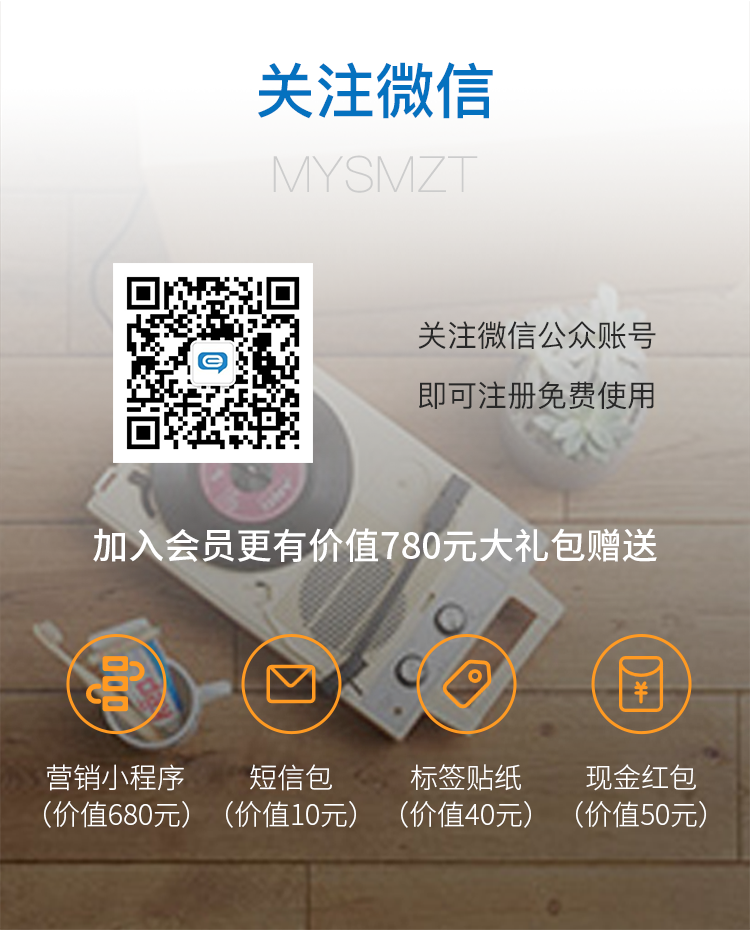 关注微信
MYSMZT
关注微信公众账号
即可注册免费使用
加入会员更有价值780元大礼包赠送
营销小程序 短信包 标签贴纸 现金红包
（价值680元） （价值10元） （价值40元） （价值50元）